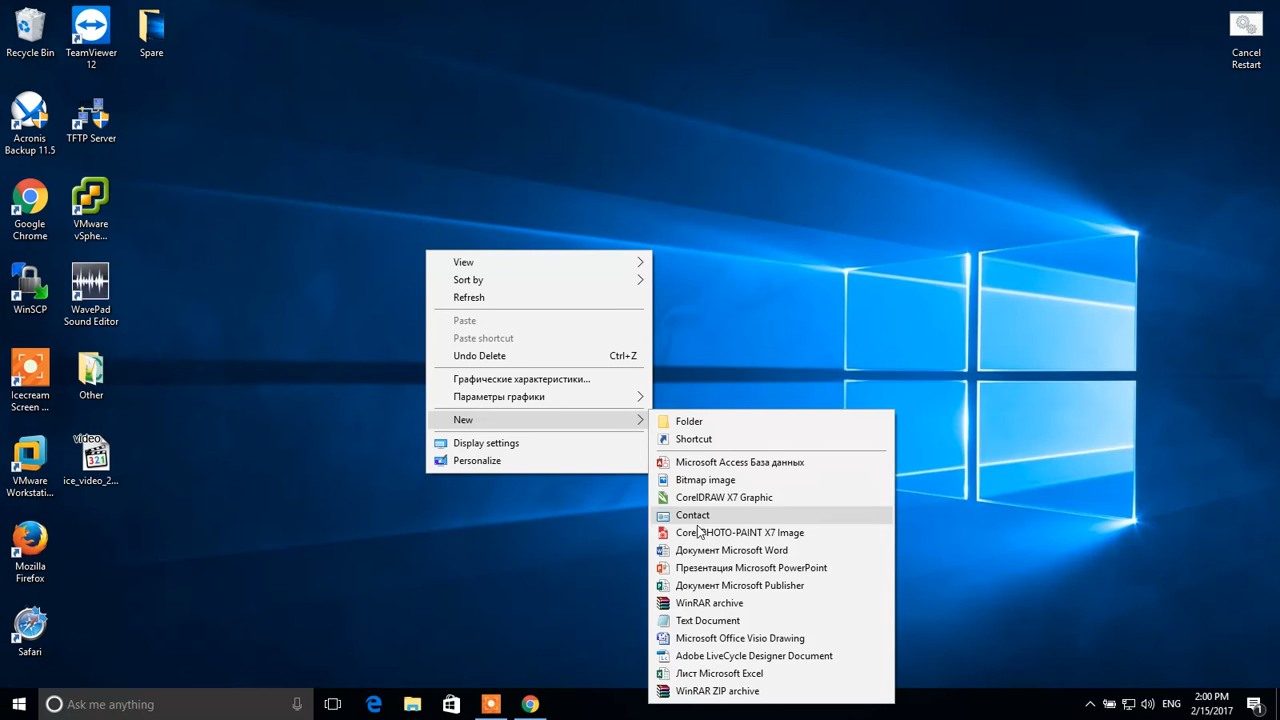 Recycle Bin
TeamViewer
12
Spare
Cancel
Restart
Acronis
Backup 11.5
TFTP Server
Google
Chrome
VMware
vSphe...
WinSCP
WavePad
Sound Editor
Icecream
Screen ...
Other
VMware
Workstati...
video
321
ice_video_2...
Mozilla
Firefox
Safari
View
Sort by
Refresh
Paste
Paste shortcut
Undo Delete Ctrl+Z
Графические характеристики...
Параметры графики
New
Display settings
Personalize
Folder
Shortcut
Microsoft Access База данных
Bitmap image
CorelDRAW X7 Graphic
Contact
Corel PHOTO-PAINT X7 Image
Документ Microsoft Word
Презентация Microsoft PowerPoint
Документ Microsoft Publisher
WinRAR archive
Text Document
Microsoft Office Visio Drawing
Adobe LiveCycle Designer Document
Лист Microsoft Excel
WinRAR ZIP archive
Ask me anything
ENG
2:00 PM
2/15/2017